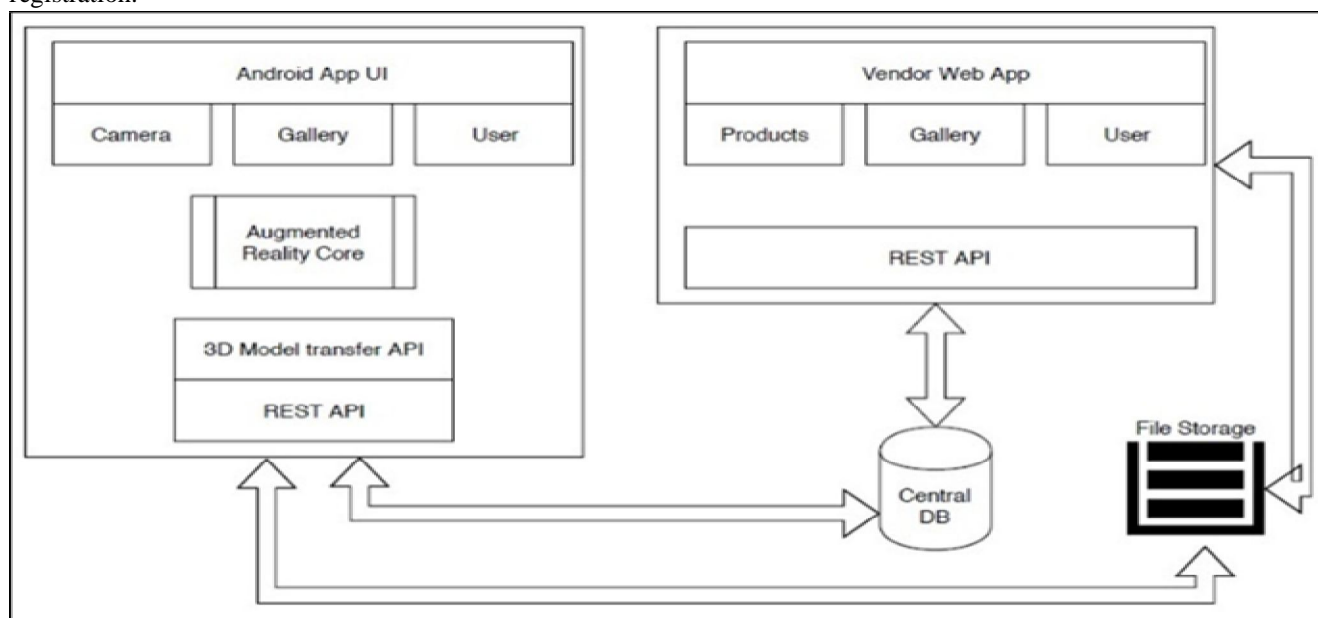 registration.
Android App UI
Camera
Gallery
User
Augmented
Reality Core
3D Model transfer API
REST API
Vendor Web App
Products
Gallery
User
REST API
Central
DB
File Storage